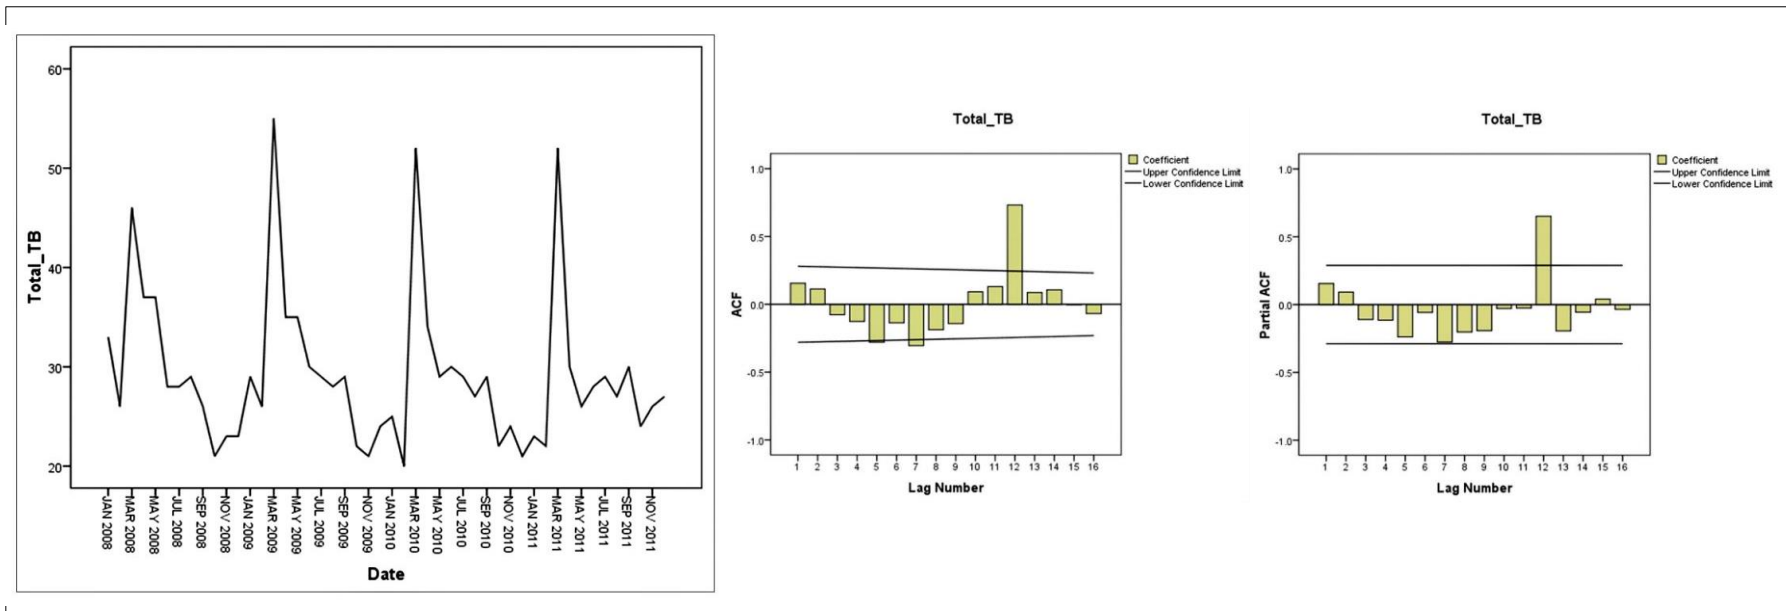 60
50
40
30
20
Total_TB
JAN 2008
MAR 2008
MAY 2008
JUL 2008
SEP 2008
NOV 2008
JAN 2009
MAR 2009
MAY 2009
JUL 2009
SEP 2009
NOV 2009
JAN 2010
MAR 2010
MAY 2010
JUL 2010
SEP 2010
NOV 2010
JAN 2011
MAR 2011
MAY 2011
JUL 2011
SEP 2011
NOV 2011
Date
Total_TB
1.0
0.5
0.0
-0.5
-1.0
ACF
1 2 3 4 5 6 7 8 9 10 11 12 13 14 15 16
Lag Number
Coefficient
Upper Confidence Limit
Lower Confidence Limit
Total_TB
1.0
0.5
0.0
-0.5
-1.0
Partial ACF
1 2 3 4 5 6 7 8 9 10 11 12 13 14 15 16
Lag Number
Coefficient
Upper Confidence Limit
Lower Confidence Limit